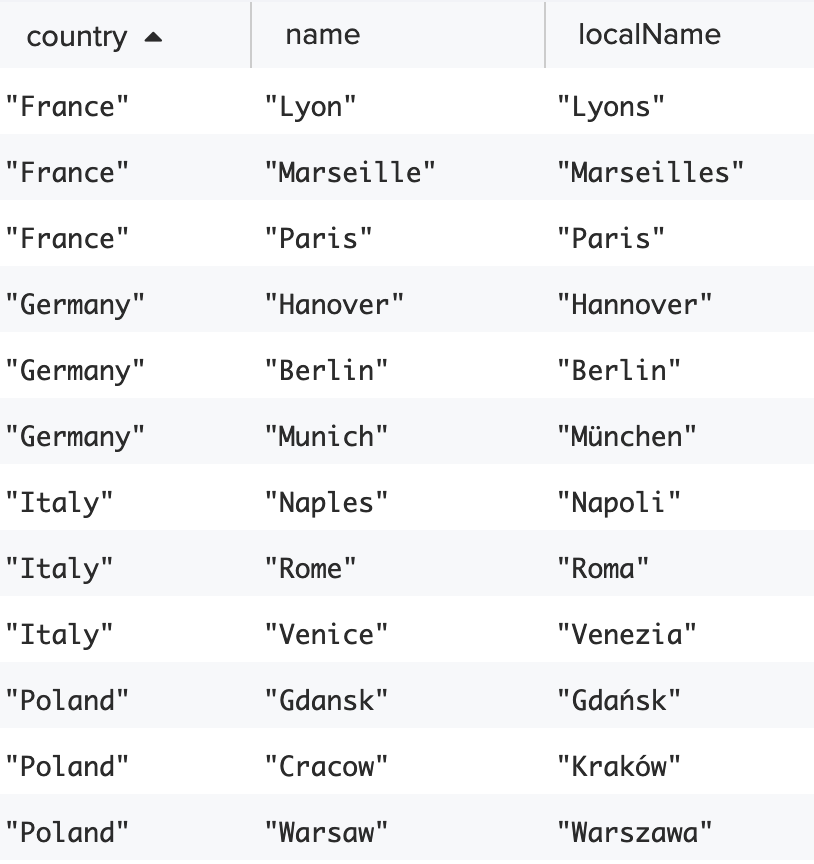 country ▲ name localName
"France" "Lyon" "Lyons"
"France" "Marseille" "Marseilles"
"France" "Paris" "Paris"
"Germany" "Hanover" "Hannover"
"Germany" "Berlin" "Berlin"
"Germany" "Munich" "München"
"Italy" "Naples" "Napoli"
"Italy" "Rome" "Roma"
"Italy" "Venice" "Venezia"
"Poland" "Gdansk" "Gdańsk"
"Poland" "Cracow" "Kraków"
"Poland" "Warsaw" "Warszawa"